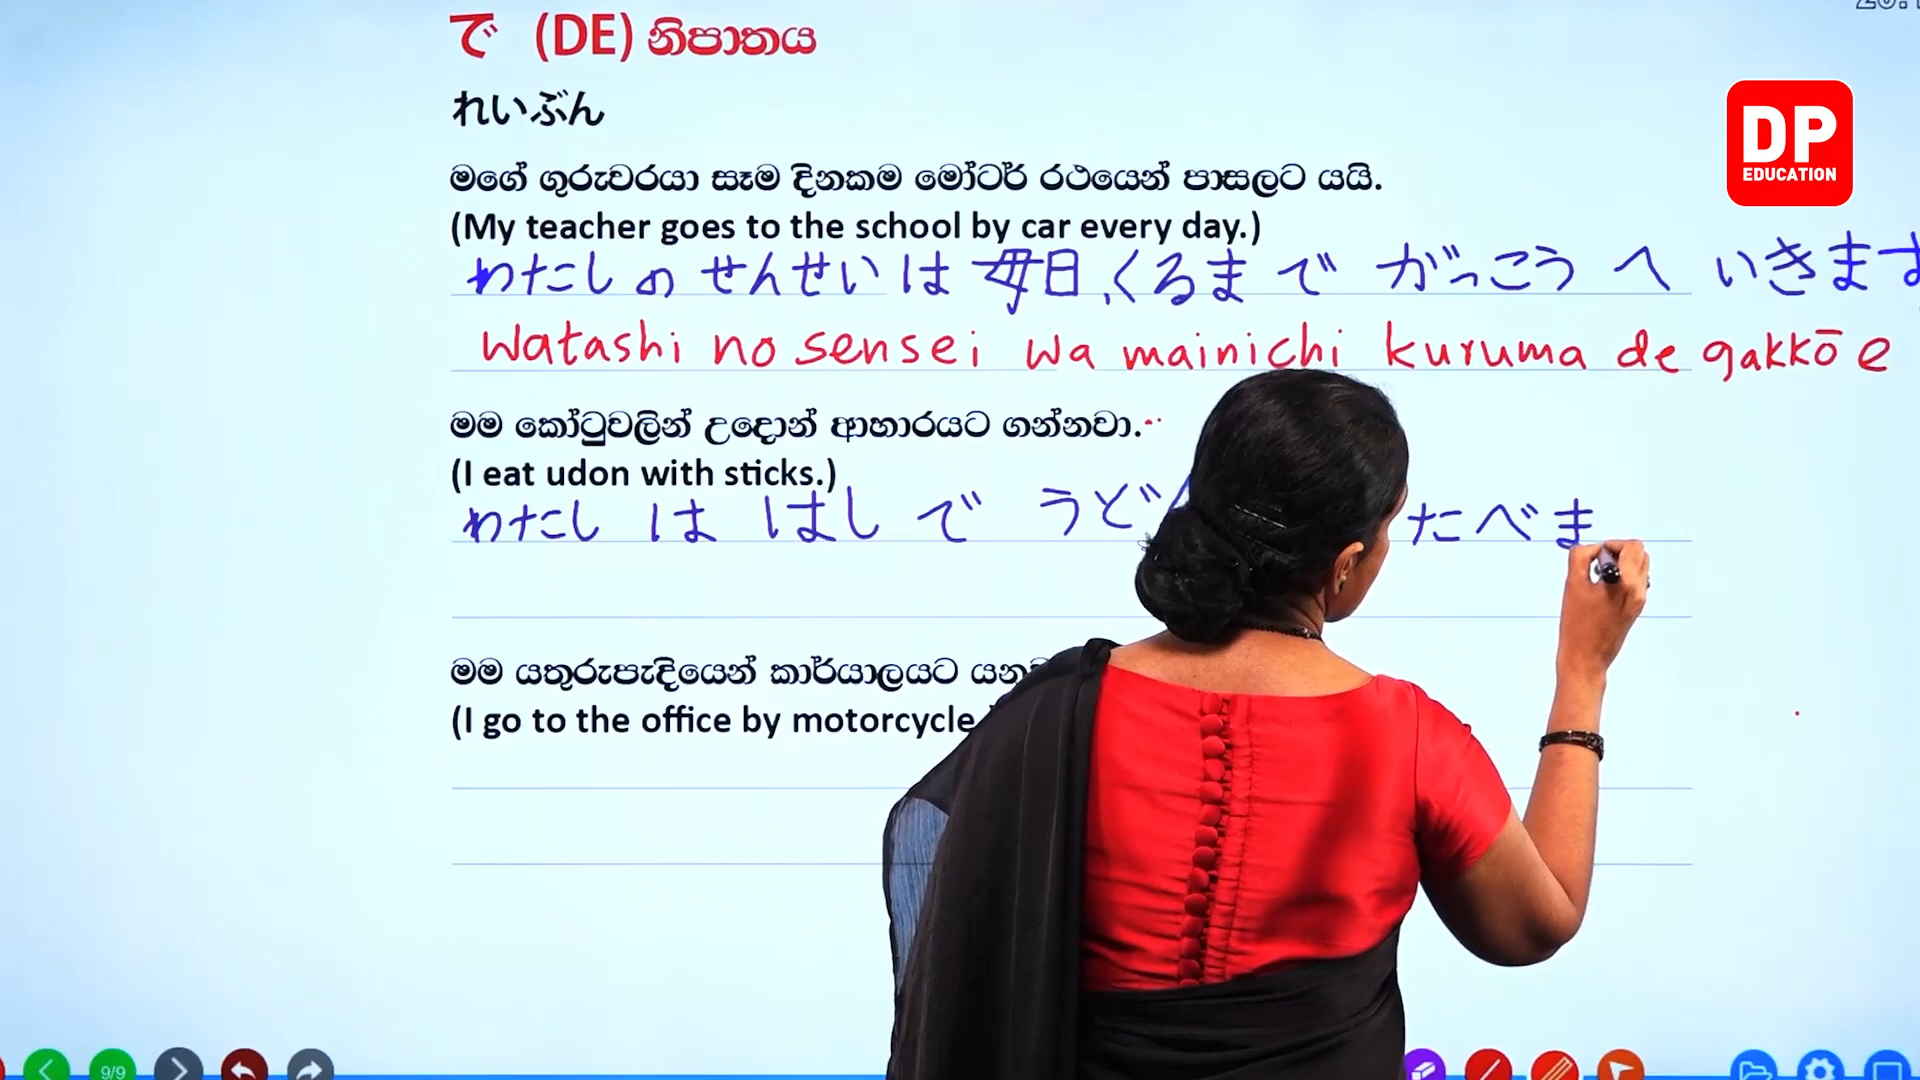 で (DE) නිපාතය
れいぶん
DP
EDUCATION
මගේ ගුරුවරයා සෑම දිනකම මෝටර් රථයෙන් පාසලට යයි.
(My teacher goes to the school by car every day.)
わたし の せんせい は 毎日、くるま で がっこう へ いきます
watashi no sensei wa mainichi kuruma de gakkō e
මම කෝටුවලින් උදොන් ආහාරයට ගන්නවා.
(I eat udon with sticks.)
わたし は はし で うど たべま
මම යතුරුපැදියෙන් කාර්යාලයට
(I go to the office by motorcycle
9/9